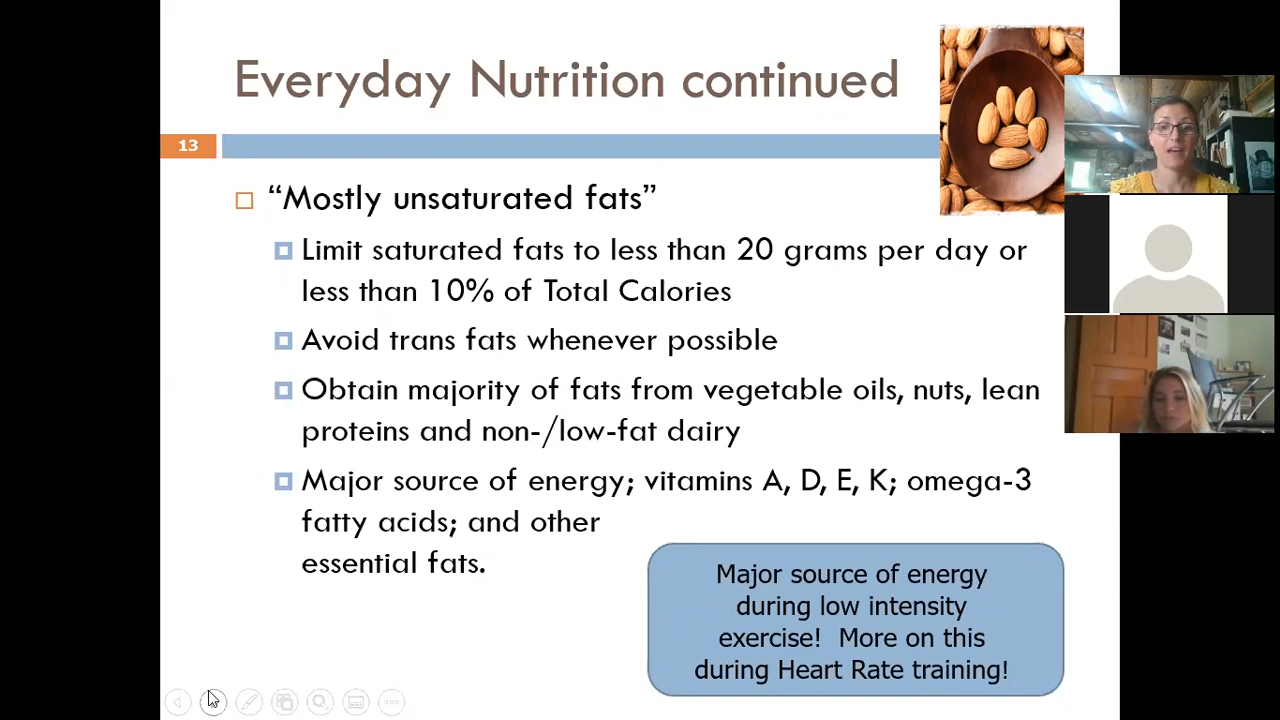 Everyday Nutrition continued
13
“Mostly unsaturated fats”
Limit saturated fats to less than 20 grams per day or
less than 10% of Total Calories
Avoid trans fats whenever possible
Obtain majority of fats from vegetable oils, nuts, lean
proteins and non-/low-fat dairy
Major source of energy; vitamins A, D, E, K; omega-3
fatty acids; and other
essential fats.
Major source of energy
during low intensity
exercise!  More on this
during Heart Rate training!